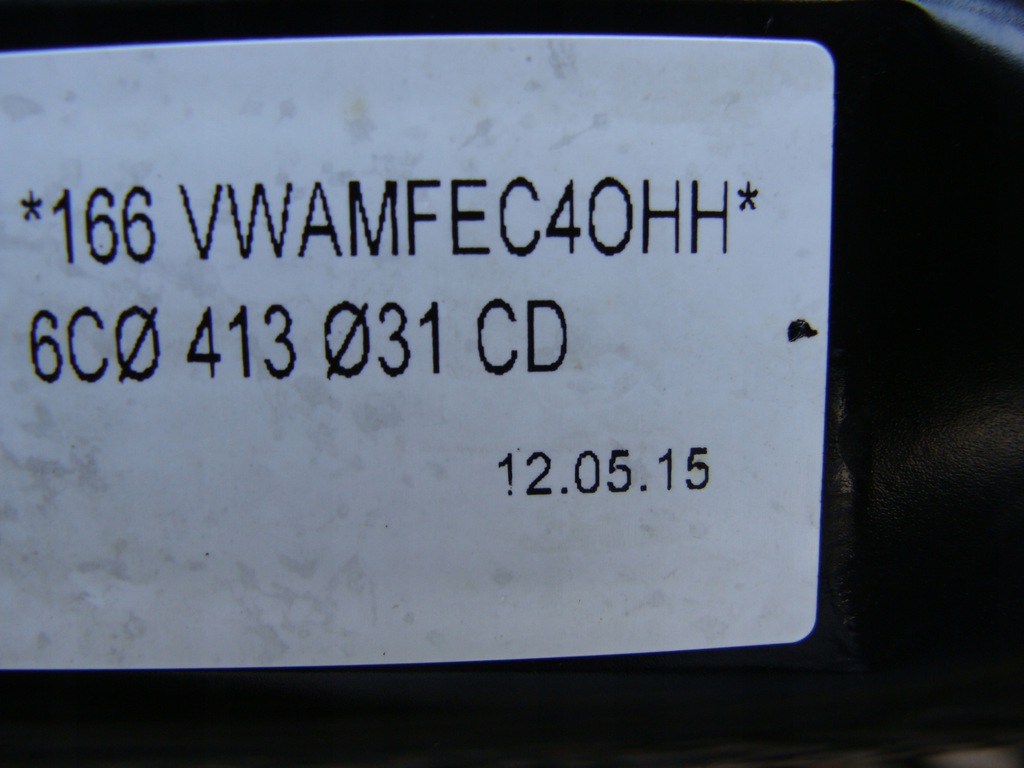 *166 VWAMFEC4OHH*
6CØ 413 Ø31 CD
12.05.15